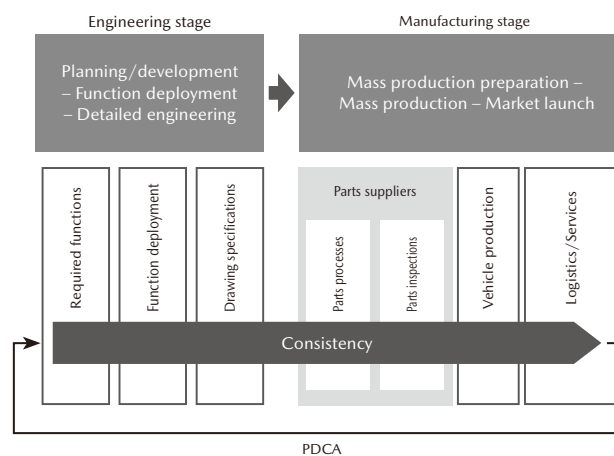 Engineering stage
Manufacturing stage
Planning/development
– Function deployment
– Detailed engineering
Mass production preparation –
Mass production – Market launch
Required functions
Function deployment
Drawing specifications
Parts suppliers
Parts processes
Parts inspections
Vehicle production
Logistics/Services
Consistency
PDCA